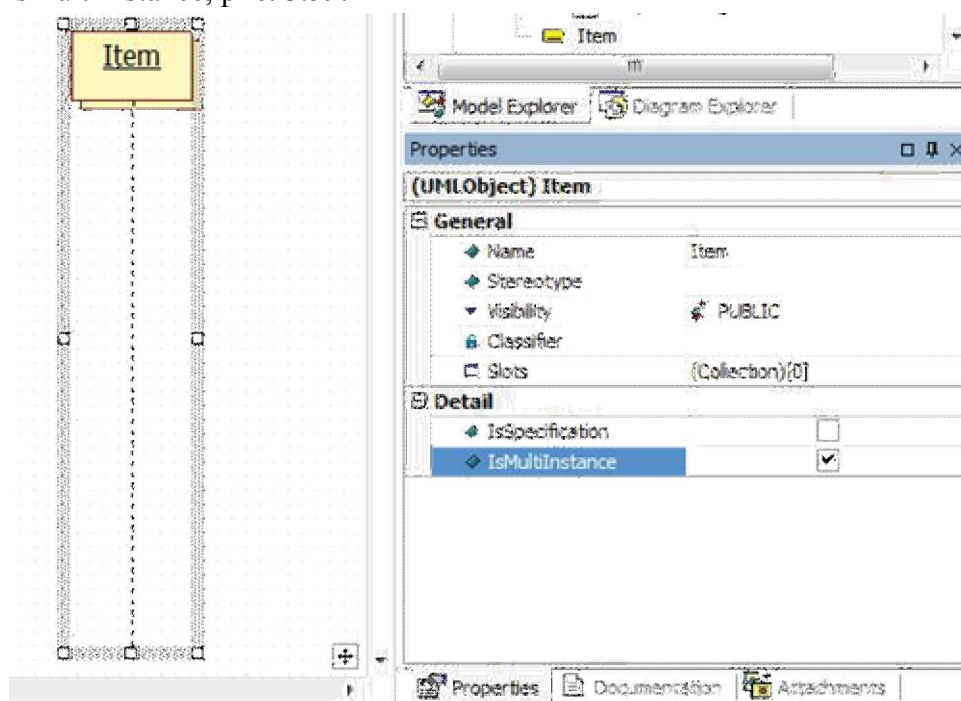 Item
Item
Model Explorer
Diagram Explorer
Properties
(UMLObject) Item
General
Name Item
Stereotype
Visibility PUBLIC
Classifier
Slots (Collection)[0]
Detail
IsSpecification
IsMultiInstance
Properties
Documentation
Attachments